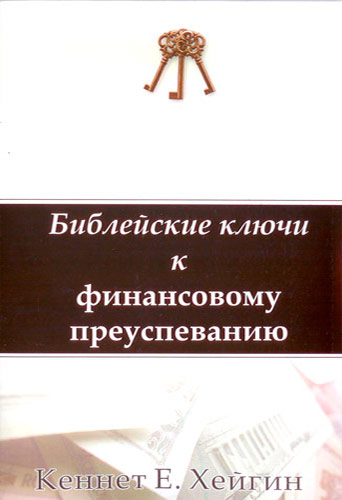 Библейские ключи
к
финансовому
преуспеванию
Кеннет Е. Хейгин